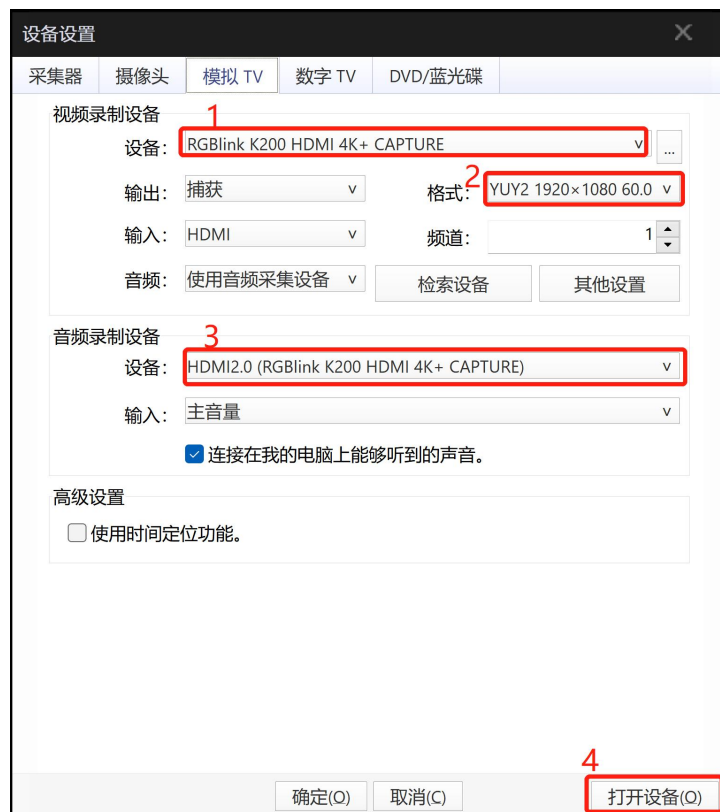 设备设置
采集器 摄像头 模拟 TV 数字 TV DVD/蓝光碟
视频录制设备 1
设备: RGBlink K200 HDMI 4K+ CAPTURE ...
输出: 捕获 2 格式: YUY2 1920×1080 60.0
输入: HDMI 频道: 1
音频: 使用音频采集设备 检索设备 其他设置
音频录制设备 3
设备: HDMI2.0 (RGBlink K200 HDMI 4K+ CAPTURE)
输入: 主音量
连接在我的电脑上能够听到的声音。
高级设置
使用时间定位功能。
4
确定(O) 取消(C) 打开设备(O)